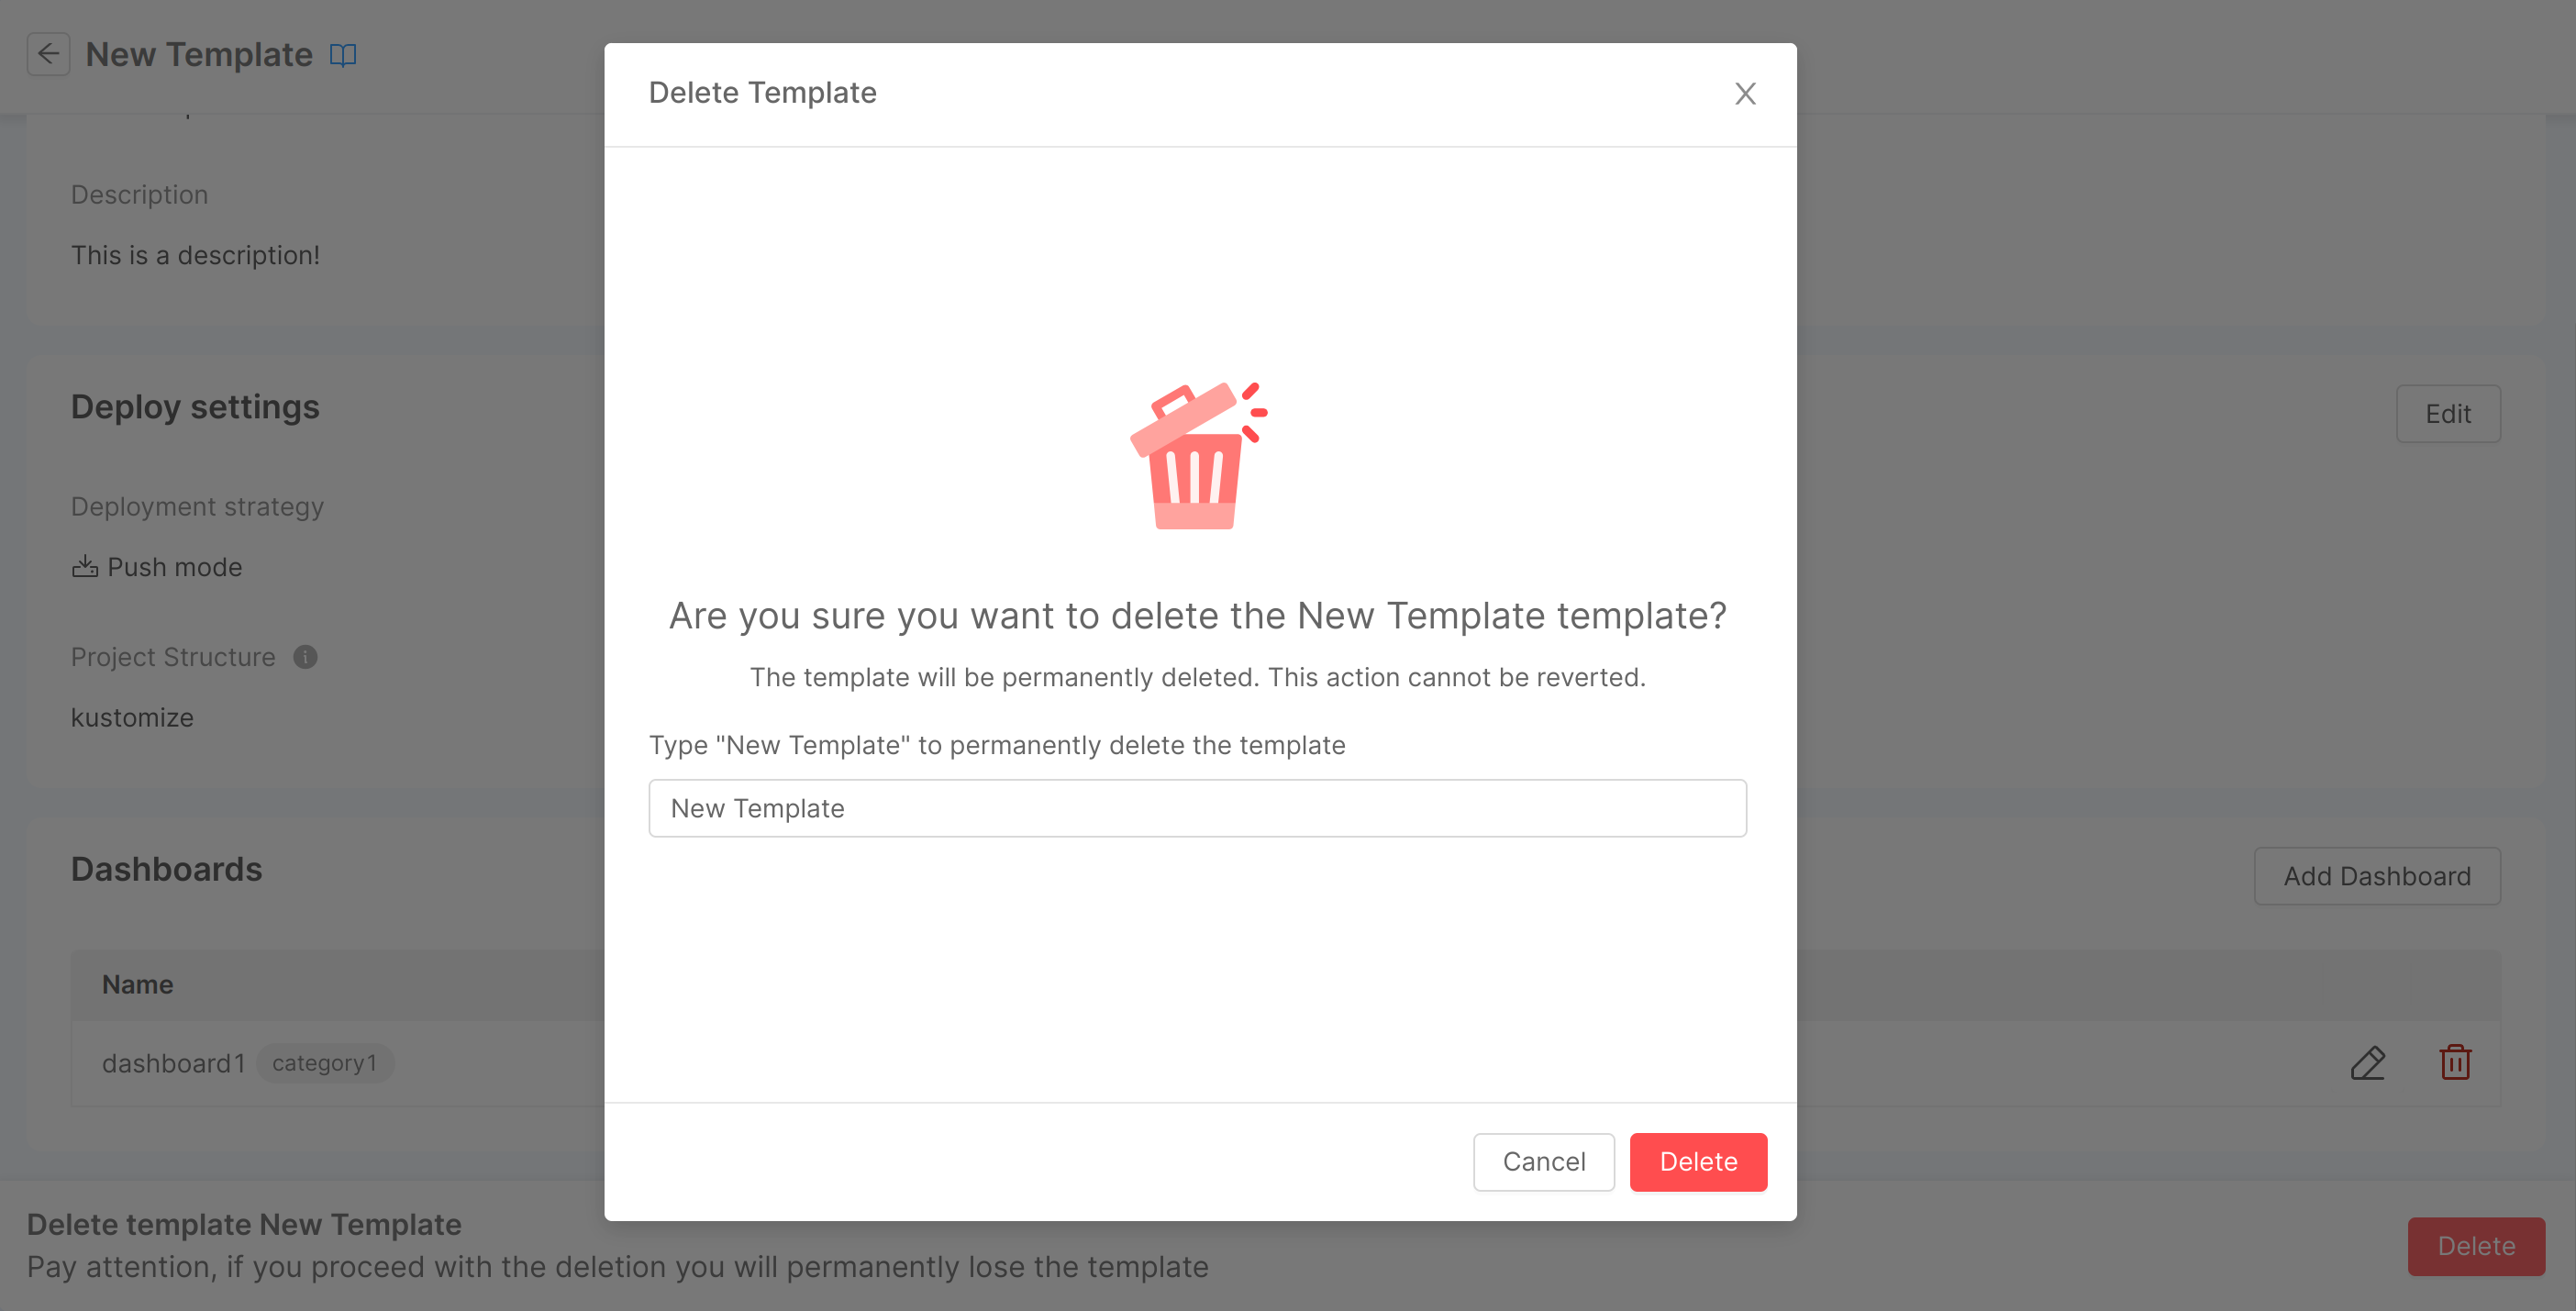 New Template
Description
This is a description!
Deploy settings
Edit
Deployment strategy
Push mode
Project Structure
kustomize
Dashboards
Add Dashboard
Name
dashboard1 category1
Delete template New Template
Pay attention, if you proceed with the deletion you will permanently lose the template
Delete
Delete Template
Are you sure you want to delete the New Template template?
The template will be permanently deleted. This action cannot be reverted.
Type "New Template" to permanently delete the template
New Template
Cancel
Delete